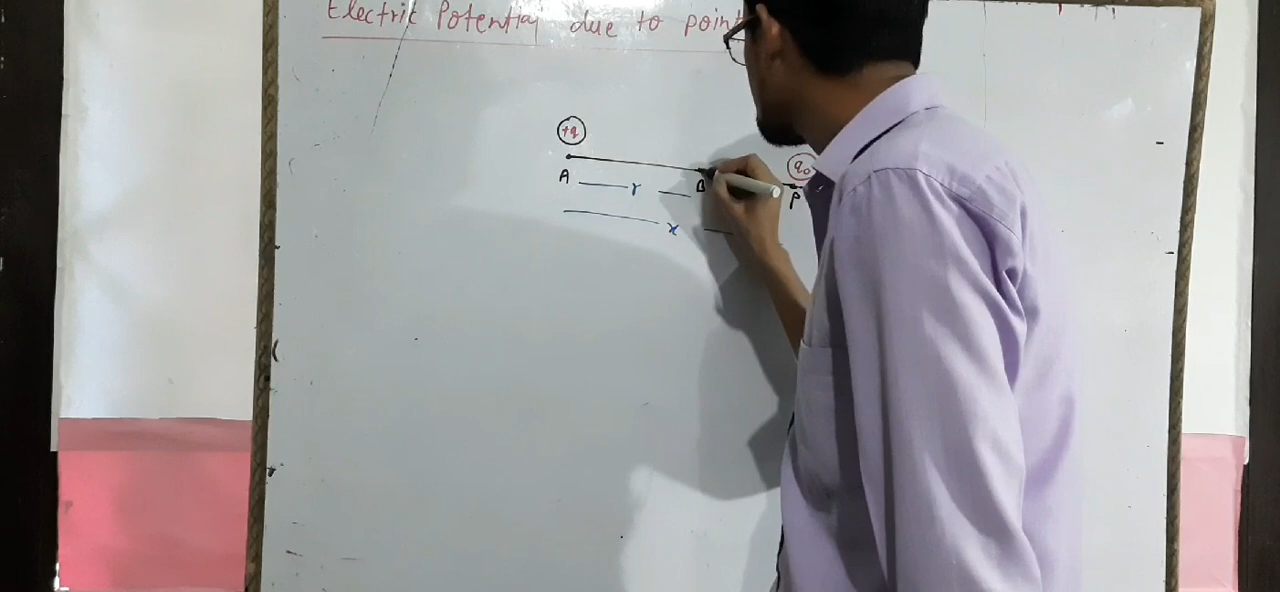 Electric Potential due to point
+q
q₀
A r B P
x